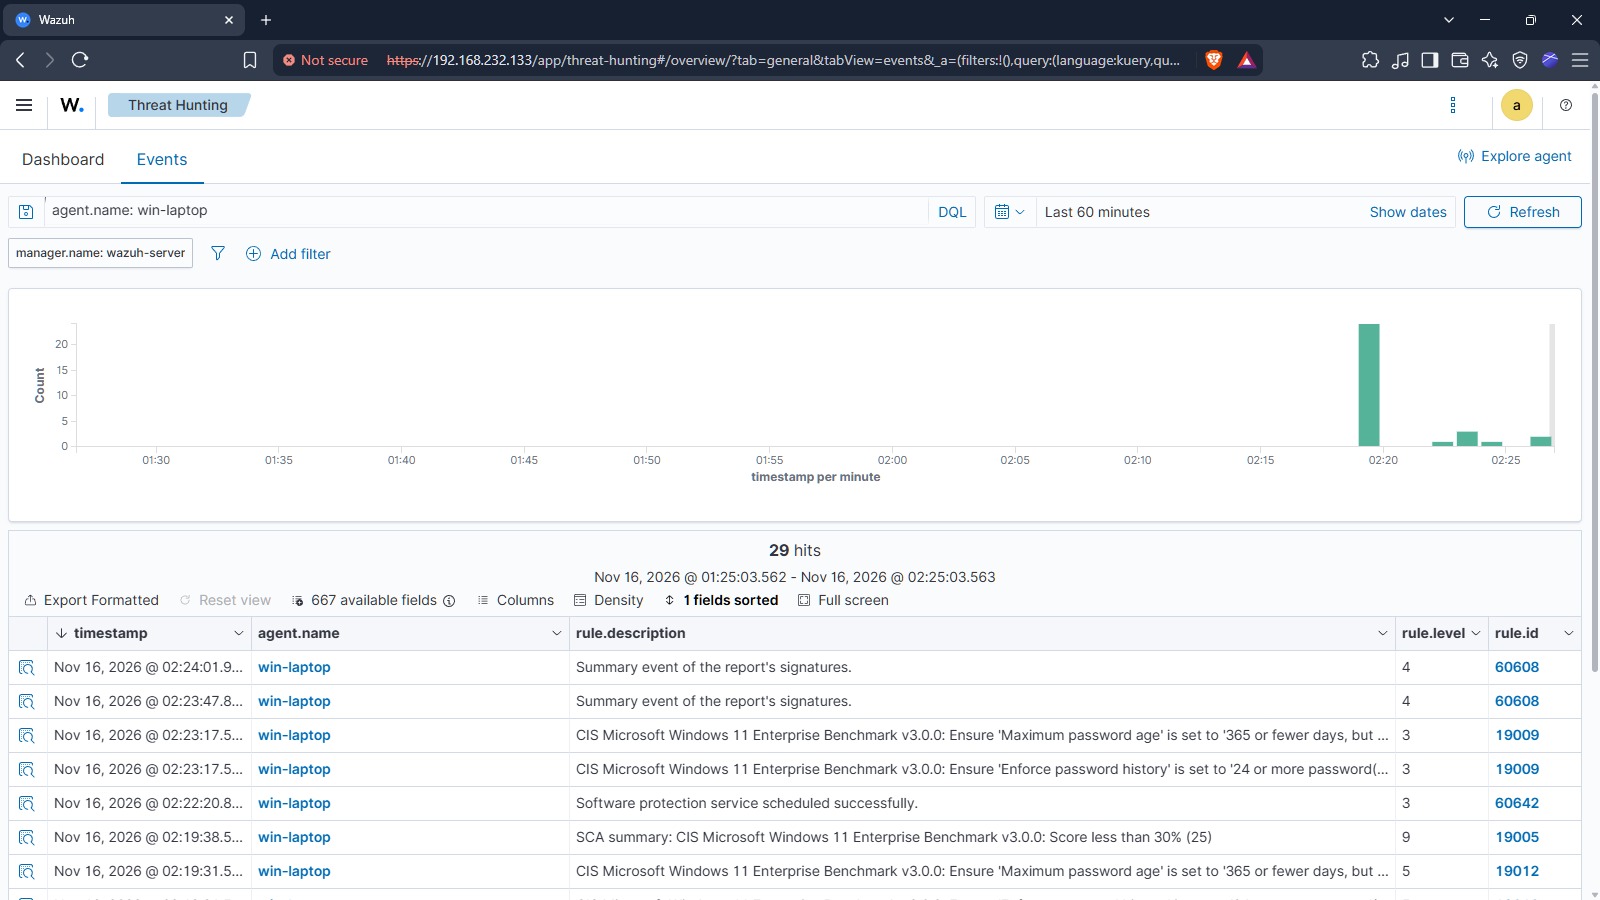 Wazuh
Not secure https://192.168.232.133/app/threat-hunting#/overview/?tab=general&tabView=events&_a=(filters:!(),query:(language:kuery,qu...
W. Threat Hunting a
Dashboard Events Explore agent
agent.name: win-laptop DQL Last 60 minutes Show dates Refresh
manager.name: wazuh-server Add filter
20
15
10
5
0
Count
01:30 01:35 01:40 01:45 01:50 01:55 02:00 02:05 02:10 02:15 02:20 02:25
timestamp per minute
29 hits
Nov 16, 2026 @ 01:25:03.562 - Nov 16, 2026 @ 02:25:03.563
Export Formatted Reset view 667 available fields Columns Density 1 fields sorted Full screen
timestamp agent.name rule.description rule.level rule.id
Nov 16, 2026 @ 02:24:01.9... win-laptop Summary event of the report's signatures. 4 60608
Nov 16, 2026 @ 02:23:47.8... win-laptop Summary event of the report's signatures. 4 60608
Nov 16, 2026 @ 02:23:17.5... win-laptop CIS Microsoft Windows 11 Enterprise Benchmark v3.0.0: Ensure 'Maximum password age' is set to '365 or fewer days, but ... 3 19009
Nov 16, 2026 @ 02:23:17.5... win-laptop CIS Microsoft Windows 11 Enterprise Benchmark v3.0.0: Ensure 'Enforce password history' is set to '24 or more password(... 3 19009
Nov 16, 2026 @ 02:22:20.8... win-laptop Software protection service scheduled successfully. 3 60642
Nov 16, 2026 @ 02:19:38.5... win-laptop SCA summary: CIS Microsoft Windows 11 Enterprise Benchmark v3.0.0: Score less than 30% (25) 9 19005
Nov 16, 2026 @ 02:19:31.5... win-laptop CIS Microsoft Windows 11 Enterprise Benchmark v3.0.0: Ensure 'Maximum password age' is set to '365 or fewer days, but ... 5 19012